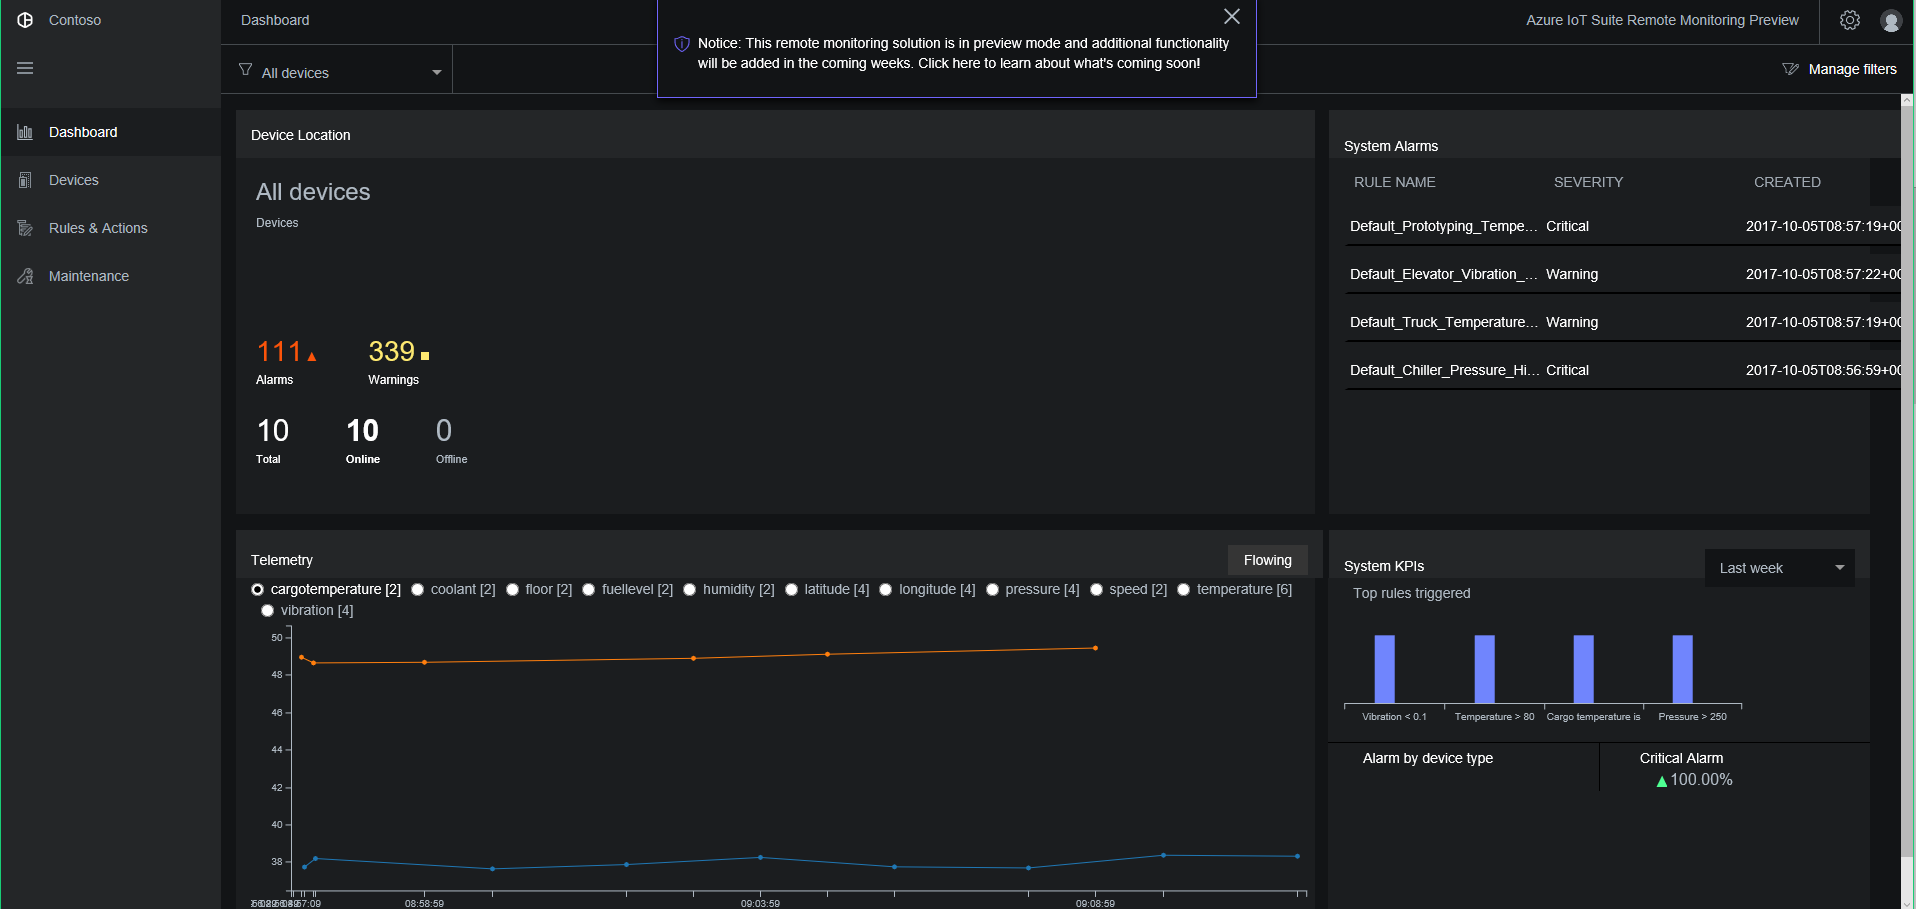 Contoso
Dashboard
Azure IoT Suite Remote Monitoring Preview
Notice: This remote monitoring solution is in preview mode and additional functionality
will be added in the coming weeks. Click here to learn about what's coming soon!
All devices
Manage filters
Dashboard
Devices
Rules & Actions
Maintenance
Device Location
All devices
Devices
111
Alarms
339
Warnings
10
Total
10
Online
0
Offline
System Alarms
RULE NAME SEVERITY CREATED
Default_Prototyping_Tempe... Critical 2017-10-05T08:57:19+00
Default_Elevator_Vibration_... Warning 2017-10-05T08:57:22+00
Default_Truck_Temperature... Warning 2017-10-05T08:57:19+00
Default_Chiller_Pressure_Hi... Critical 2017-10-05T08:56:59+00
Telemetry
Flowing
cargotemperature [2] coolant [2] floor [2] fuellevel [2] humidity [2] latitude [4] longitude [4] pressure [4] speed [2] temperature [6]
vibration [4]
50
48
46
44
42
40
38
08:58:59 09:03:59 09:08:59
System KPIs
Last week
Top rules triggered
Vibration < 0.1 Temperature > 80 Cargo temperature is Pressure > 250
Alarm by device type
Critical Alarm
100.00%